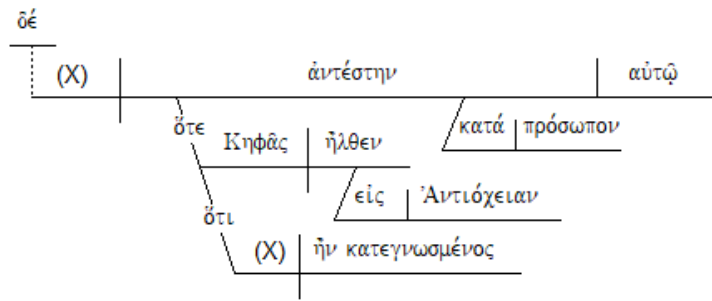 δέ
(X) ἀντέστην αὐτῷ
ὅτε Κηφᾶς ἦλθεν κατά πρόσωπον
ὅτι εἰς Ἀντιόχειαν
(X) ἦν κατεγνωσμένος